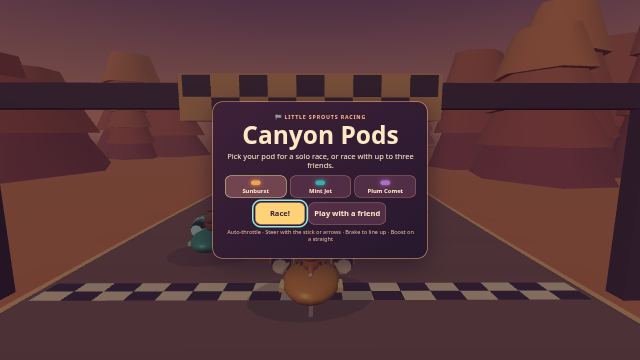 LITTLE SPROUTS RACING
Canyon Pods
Pick your pod for a solo race, or race with up to three
friends.
Sunburst
Mint Jet
Plum Comet
Race!
Play with a friend
Auto-throttle · Steer with the stick or arrows · Brake to line up · Boost on
a straight